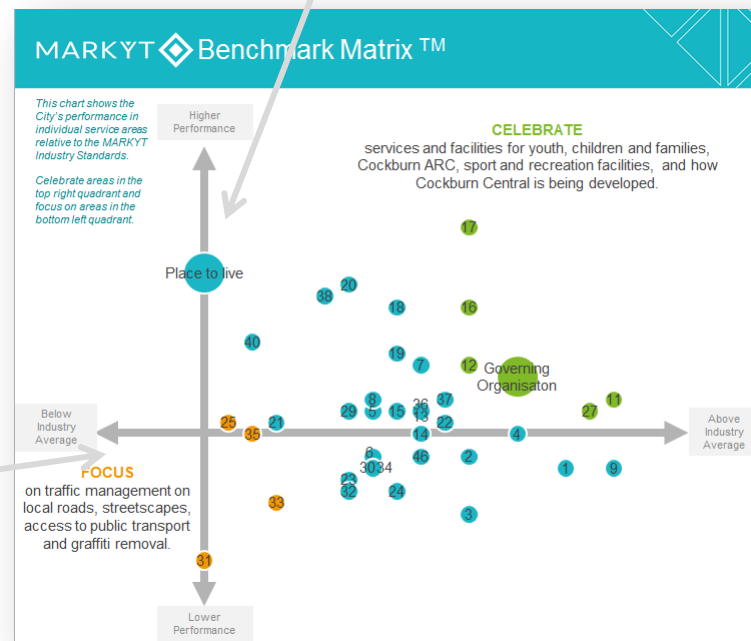 MARKYT Benchmark Matrix ™
This chart shows the
City's performance in
individual service areas
relative to the MARKYT
Industry Standards.
Celebrate areas in the
top right quadrant and
focus on areas in the
bottom left quadrant.
Higher
Performance
CELEBRATE
services and facilities for youth, children and families,
Cockburn ARC, sport and recreation facilities, and how
Cockburn Central is being developed.
17
Place to live
20
38
18
16
40
19
7
12
Governing
Organisaton
8
36
37
11
29
5
15
13
27
25
21
22
Below
Industry
Average
35
14
4
Above
Industry
Average
6
46
2
30
34
1
9
FOCUS
on traffic management on
local roads, streetscapes,
access to public transport
and graffiti removal.
23
32
24
33
3
31
Lower
Performance